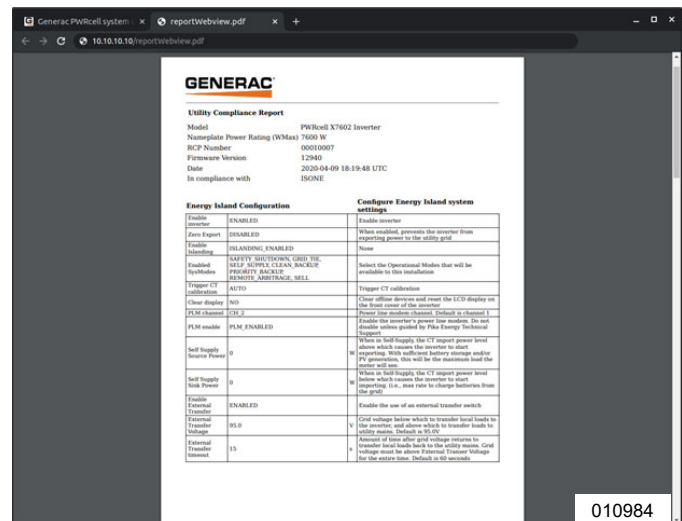 Generac PWRcell system
reportWebview.pdf
10.10.10.10/reportWebview.pdf
GENERAC
Utility Compliance Report
Model PWRcell X7602 Inverter
Nameplate Power Rating (WMax) 7600 W
RCP Number 00010007
Firmware Version 12940
Date 2020-04-09 18:19:48 UTC
In compliance with ISONE
Energy Island Configuration
Configure Energy Island system
settings
Enable
inverter
ENABLED
Enable inverter
Zero Export
DISABLED
When enabled, prevents the inverter from
exporting power to the utility grid
Enable
Islanding
ISLANDING_ENABLED
None
Enabled
SysModes
SAFETY_SHUTDOWN, GRID_TIE,
SELF_SUPPLY, CLEAN_BACKUP,
PRIORITY_BACKUP,
REMOTE_ARBITRAGE, SELL
Select the Operational Modes that will be
available to this installation
Trigger CT
calibration
AUTO
Trigger CT calibration
Clear display
NO
Clear offline devices and reset the LCD display on
the front cover of the inverter
PLM channel
CH_2
Power line modem channel. Default is channel 1
PLM enable
PLM_ENABLED
Enable the inverter's power line modem. Do not
disable unless guided by Pika Energy Technical
Support
Self Supply
Source Power
0
W
When in Self-Supply, the CT import power level
above which causes the inverter to start
exporting. With sufficient battery storage and/or
PV generation, this will be the maximum load the
meter will see.
Self Supply
Sink Power
0
W
When in Self-Supply, the CT import power level
below which causes the inverter to start
importing. (i.e., max rate to charge batteries from
the grid)
Enable
External
Transfer
ENABLED
Enable the use of an external transfer switch
External
Transfer
Voltage
95.0
V
Grid voltage below which to transfer local loads to
the inverter, and above which to transfer loads to
utility mains. Default is 95.0V
External
Transfer
timeout
15
s
Amount of time after grid voltage returns to
transfer local loads back to the utility mains. Grid
voltage must be above External Transer Voltage
for the entire time. Default is 60 seconds
010984